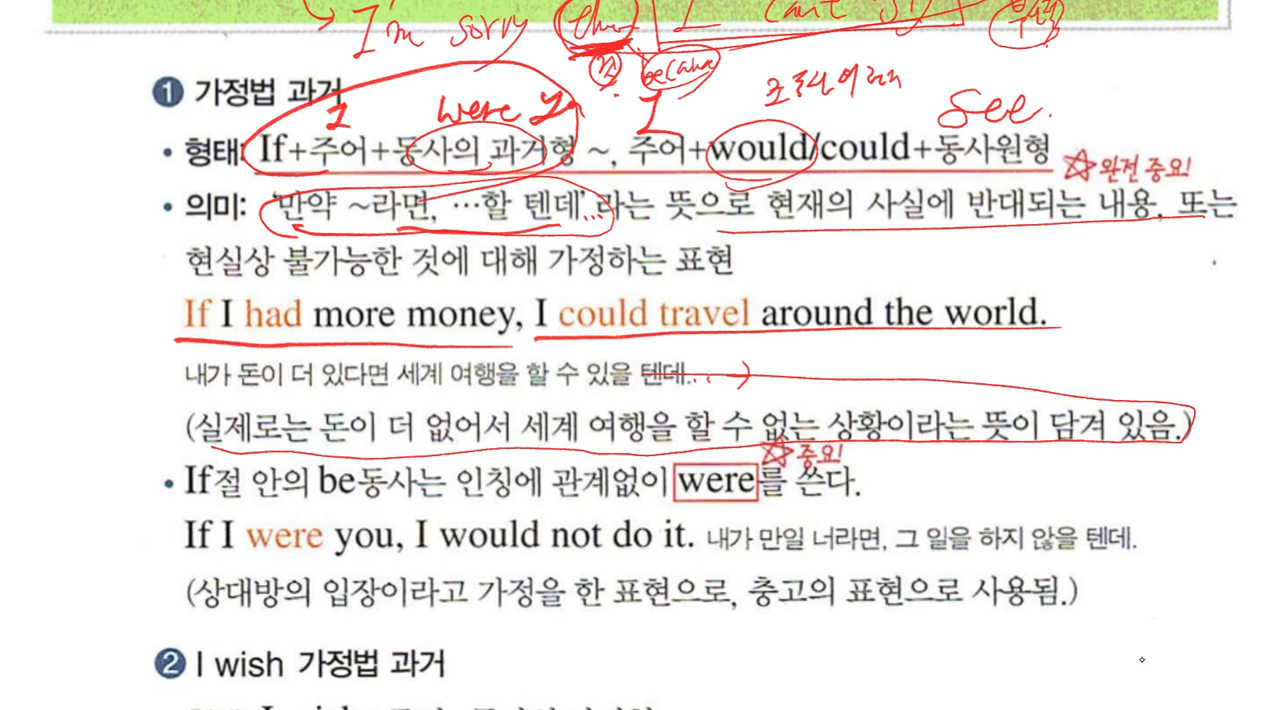 I'm sorry that I can't
because
❶ 가정법 과거
I were I see.
• 형태: If+주어+동사의 과거형 ~, 주어+would/could+동사원형
☆완전 중요!
• 의미: '만약 ~라면, …할 텐데'라는 뜻으로 현재의 사실에 반대되는 내용, 또는
현실상 불가능한 것에 대해 가정하는 표현
If I had more money, I could travel around the world.
내가 돈이 더 있다면 세계 여행을 할 수 있을 텐데...
(실제로는 돈이 더 없어서 세계 여행을 할 수 없는 상황이라는 뜻이 담겨 있음.)
☆중요!
• If절 안의 be동사는 인칭에 관계없이 were를 쓴다.
If I were you, I would not do it. 내가 만일 너라면, 그 일을 하지 않을 텐데.
(상대방의 입장이라고 가정을 한 표현으로, 충고의 표현으로 사용됨.)
❷ I wish 가정법 과거